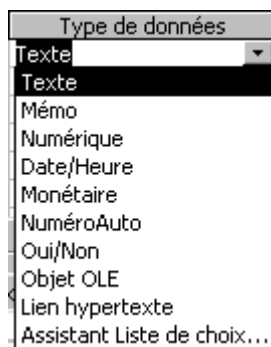 Type de données
Texte
Texte
Mémo
Numérique
Date/Heure
Monétaire
NuméroAuto
Oui/Non
Objet OLE
Lien hypertexte
Assistant Liste de choix...